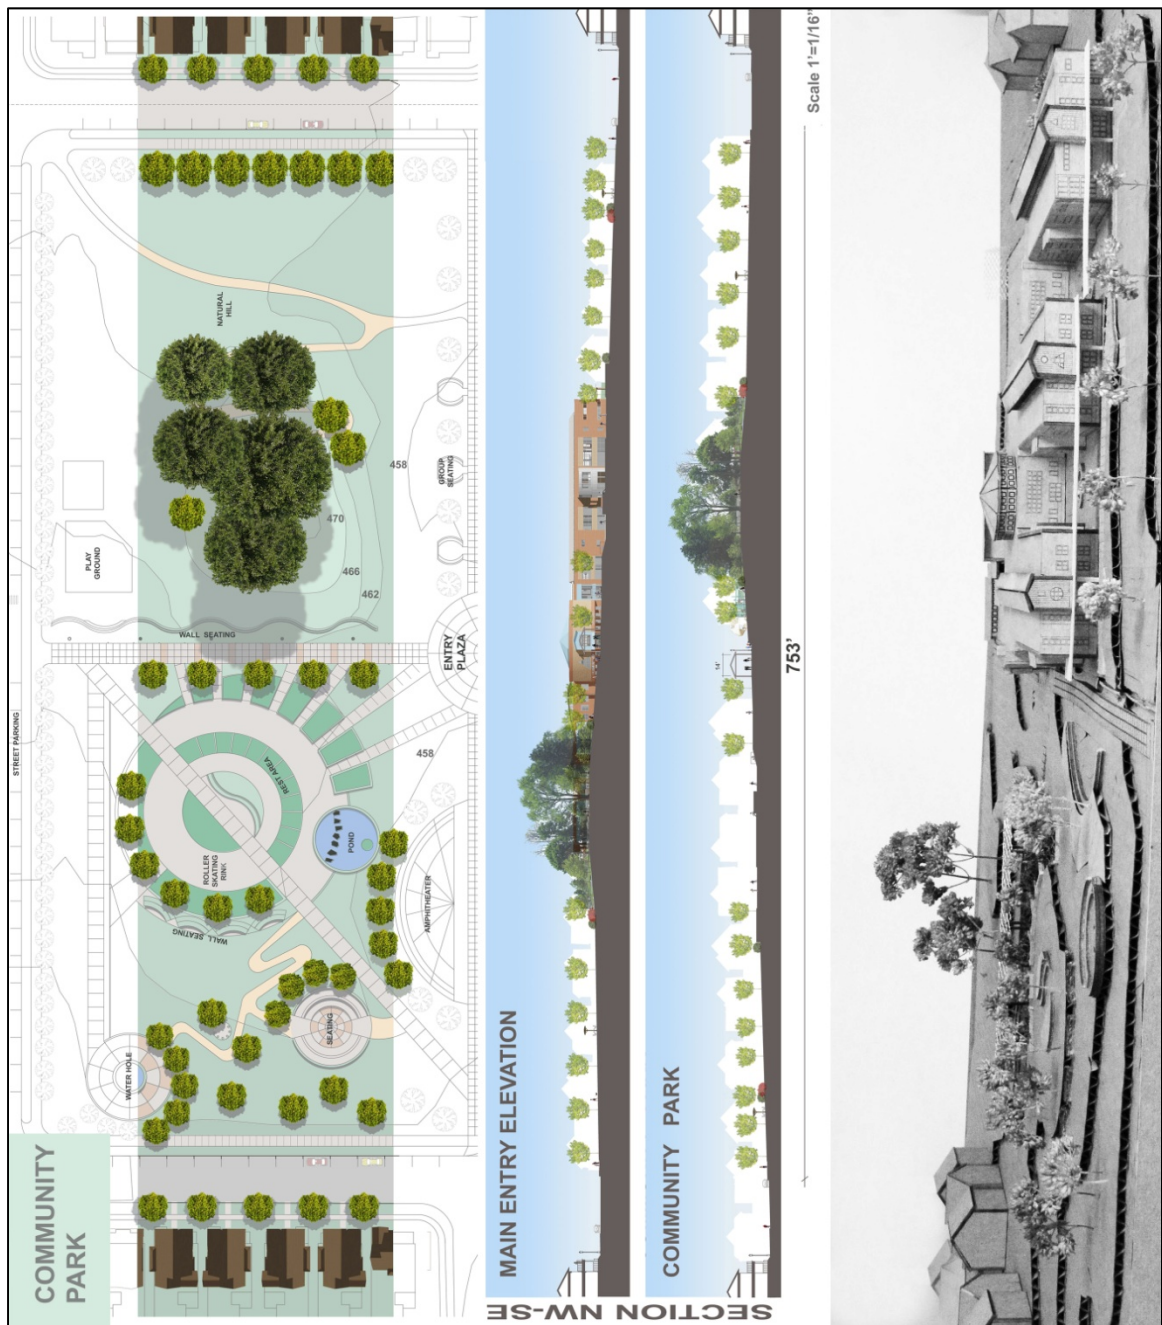 COMMUNITY
PARK
STREET PARKING
NATURAL
HILL
PLAY
GROUND
458
470
466
462
GROUP
SEATING
WALL SEATING
ENTRY
PLAZA
458
REST AREA
ROLLER
SKATING
RINK
POND
WALL SEATING
AMPHITHEATER
SEATING
WATER HOLE
MAIN ENTRY ELEVATION
COMMUNITY PARK
14'
SECTION NW-SE
753'
Scale 1'=1/16"